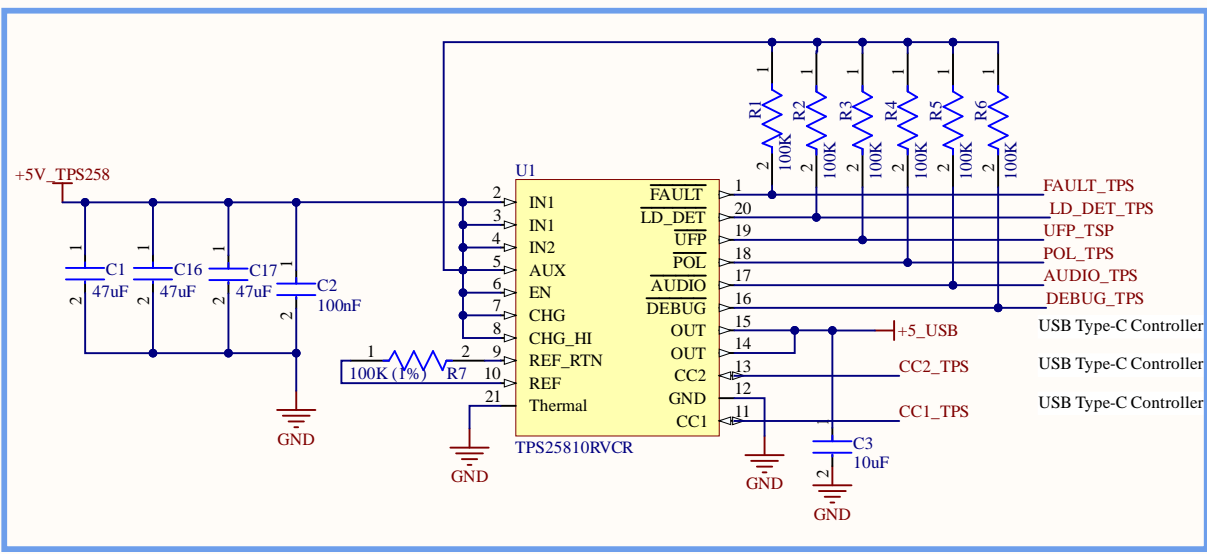 +5V_TPS258
1
C1
2
47uF
1
C16
2
47uF
1
C17
2
47uF
1
C2
2
100nF
GND
U1
2 IN1
3 IN1
4 IN2
5 AUX
6 EN
7 CHG
8 CHG_HI
9 REF_RTN
10 REF
21 Thermal
1 2
100K (1%) R7
GND
TPS25810RVCR
FAULT 1
LD_DET 20
UFP 19
POL 18
AUDIO 17
DEBUG 16
OUT 15
OUT 14
CC2 13
GND 12
CC1 11
1
R1
2
100K
1
R2
2
100K
1
R3
2
100K
1
R4
2
100K
1
R5
2
100K
1
R6
2
100K
FAULT_TPS
LD_DET_TPS
UFP_TSP
POL_TPS
AUDIO_TPS
DEBUG_TPS
+5_USB
USB Type-C Controller
CC2_TPS
USB Type-C Controller
CC1_TPS
USB Type-C Controller
GND
1
C3
10uF
2
GND